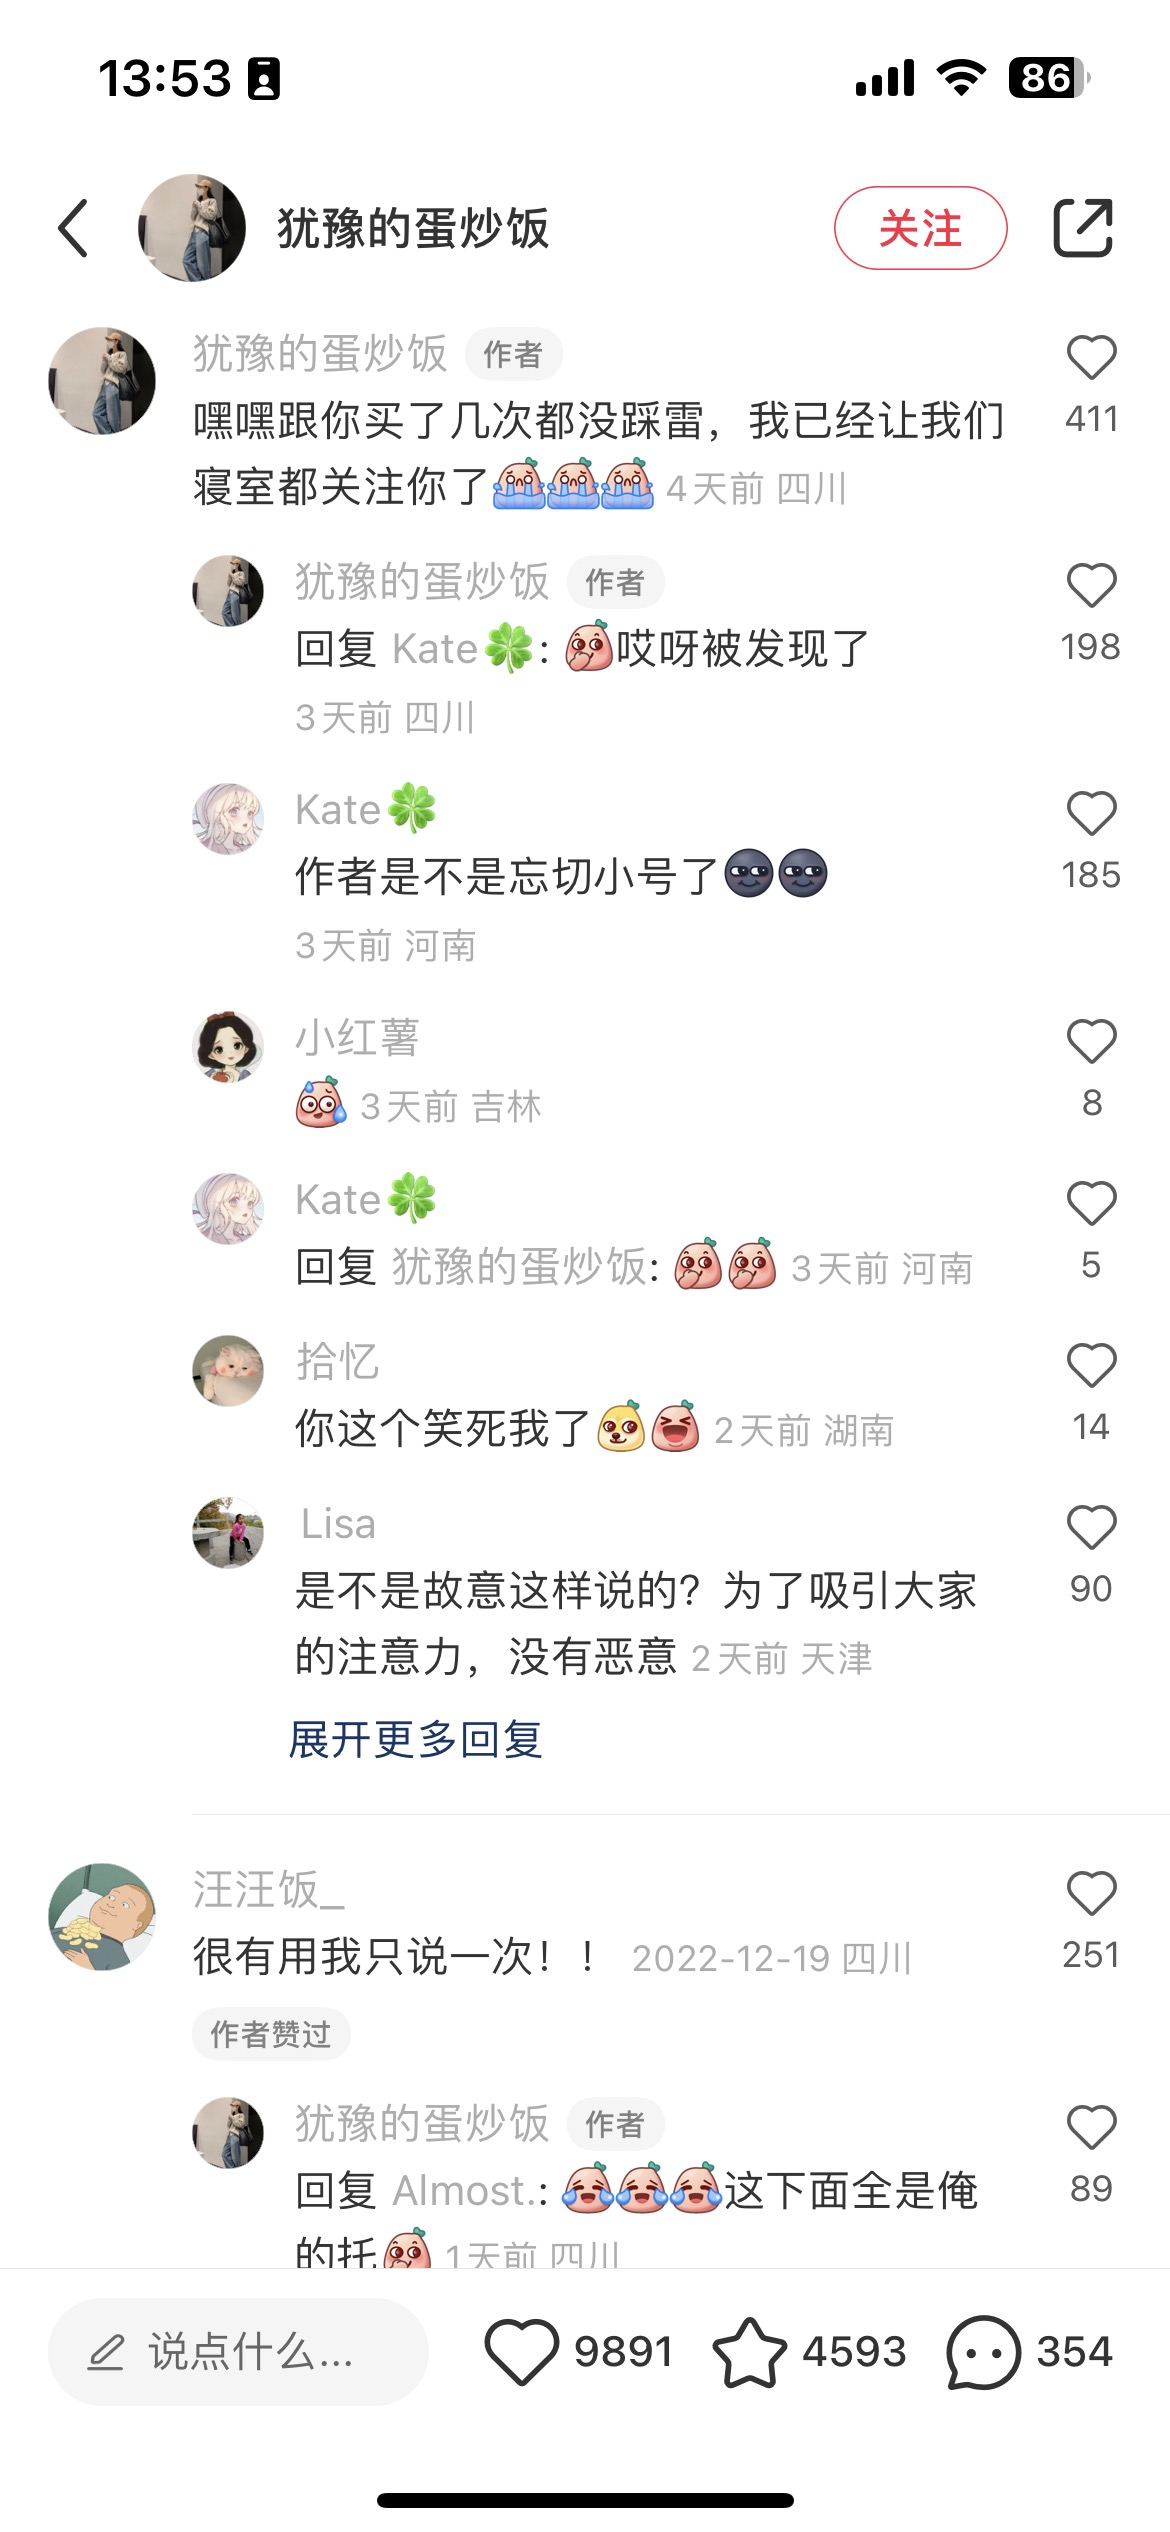 13:53
86
犹豫的蛋炒饭
关注
犹豫的蛋炒饭 作者
嘿嘿跟你买了几次都没踩雷，我已经让我们
寝室都关注你了 4天前 四川
411
犹豫的蛋炒饭 作者
回复 Kate🍀: 哎呀被发现了
3天前 四川
198
Kate🍀
作者是不是忘切小号了🌚🌚
3天前 河南
185
小红薯
3天前 吉林
8
Kate🍀
回复 犹豫的蛋炒饭: 3天前 河南
5
拾忆
你这个笑死我了 2天前 湖南
14
Lisa
是不是故意这样说的？为了吸引大家
的注意力，没有恶意 2天前 天津
90
展开更多回复
汪汪饭_
很有用我只说一次！！ 2022-12-19 四川
251
作者赞过
犹豫的蛋炒饭 作者
回复 Almost.: 这下面全是俺
的托 1天前 四川
89
说点什么...
9891
4593
354